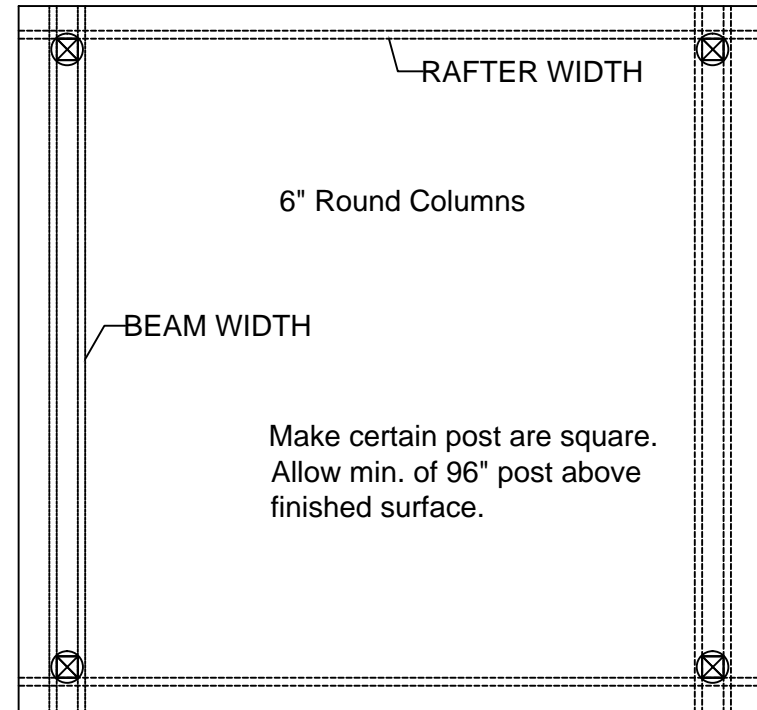 RAFTER WIDTH
6" Round Columns
BEAM WIDTH
Make certain post are square.
Allow min. of 96" post above
finished surface.